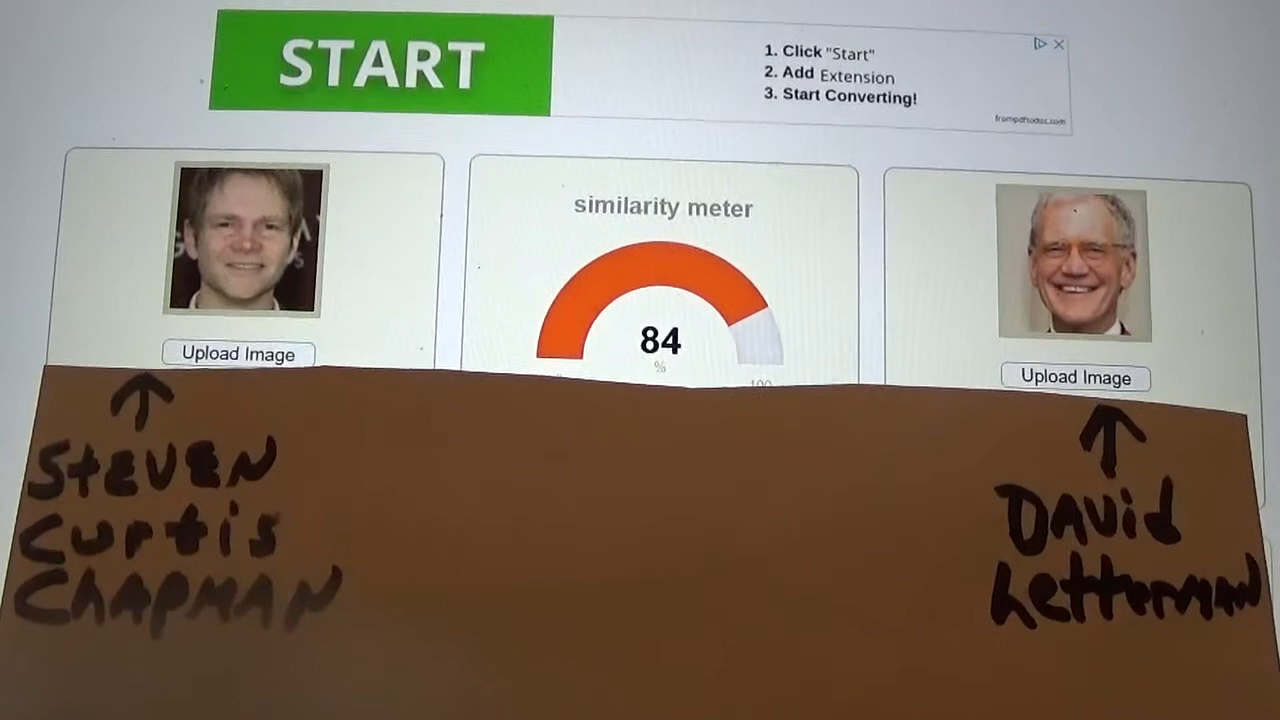 START
1. Click "Start"
2. Add Extension
3. Start Converting!
similarity meter
84
%
100
Upload Image
Upload Image
STEVEN
Curtis
CHAPMAN
DAVid
Letterman